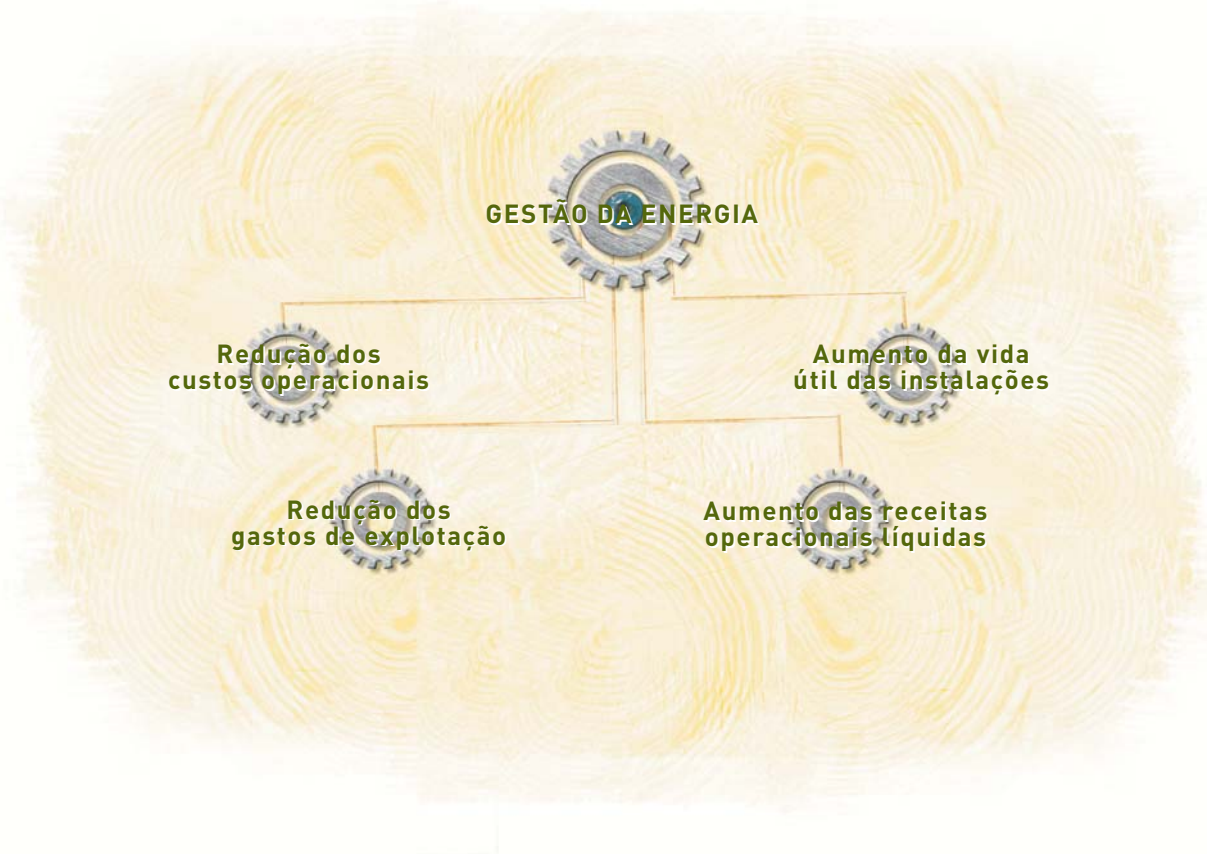 GESTÃO DA ENERGIA
Redução dos
custos operacionais
Aumento da vida
útil das instalações
Redução dos
gastos de explotação
Aumento das receitas
operacionais líquidas